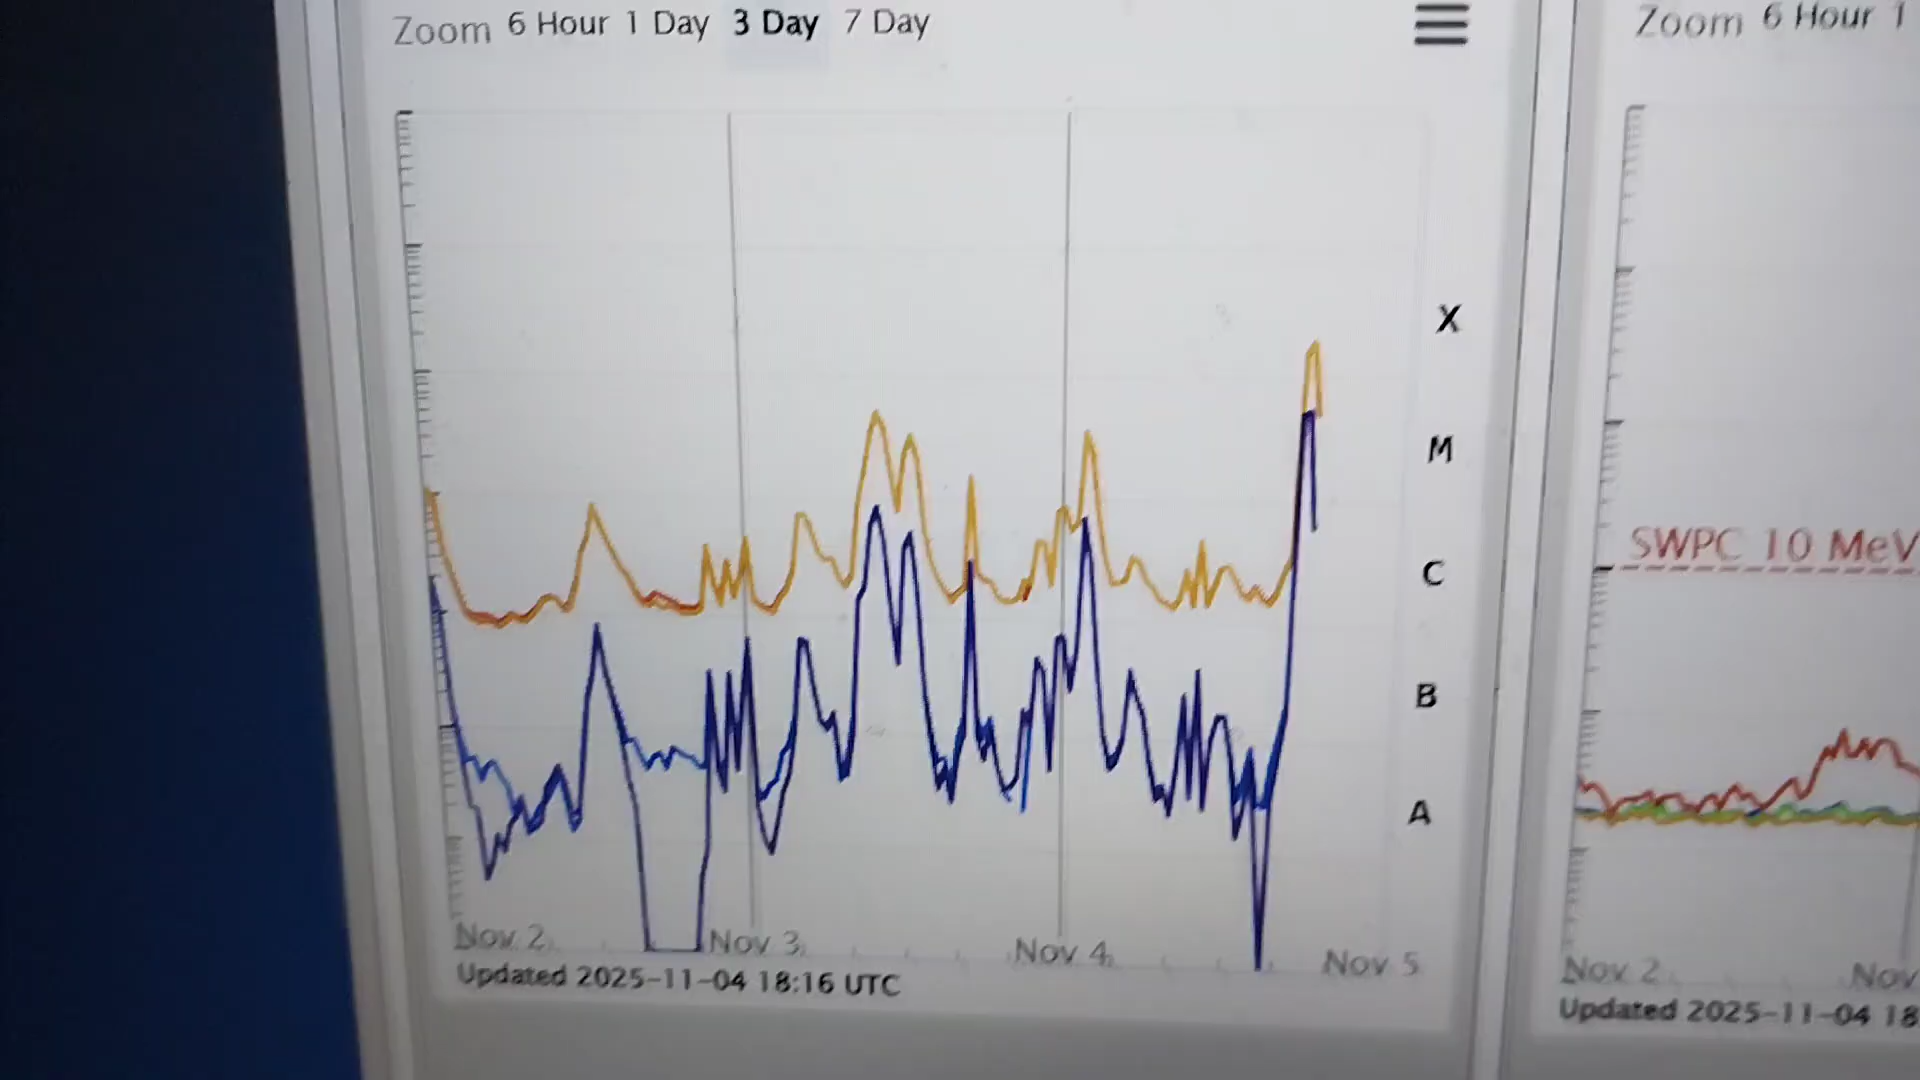 Zoom 6 Hour 1 Day 3 Day 7 Day
X
M
C
B
A
Nov 2 Nov 3 Nov 4 Nov 5
Updated 2025-11-04 18:16 UTC
Zoom 6 Hour 1
SWPC 10 MeV
Nov 2 Nov
Updated 2025-11-04 18